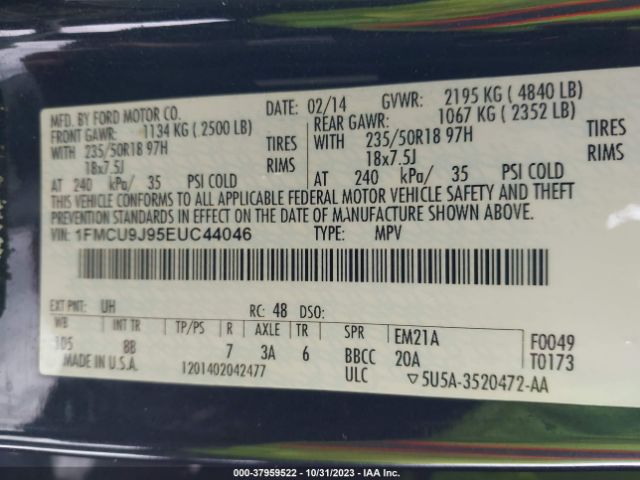 MFD. BY FORD MOTOR CO. DATE: 02/14 GVWR: 2195 KG ( 4840 LB)
FRONT GAWR: 1134 KG ( 2500 LB) REAR GAWR: 1067 KG ( 2352 LB)
WITH 235/50R18 97H TIRES WITH 235/50R18 97H TIRES
18x7.5J RIMS 18x7.5J RIMS
AT 240 kPa/ 35 PSI COLD AT 240 kPa/ 35 PSI COLD
THIS VEHICLE CONFORMS TO ALL APPLICABLE FEDERAL MOTOR VEHICLE SAFETY AND THEFT
PREVENTION STANDARDS IN EFFECT ON THE DATE OF MANUFACTURE SHOWN ABOVE.
VIN: 1FMCU9J95EUC44046 TYPE: MPV
EXT PNT: UH RC: 48 DSO:
WB INT TR TP/PS R AXLE TR SPR EM21A F0049
105 8B 7 3A 6 BBCC 20A T0173
MADE IN U.S.A. 1201402042477 ULC ▽5U5A-3520472-AA
000-37959522 | 10/31/2023 | IAA Inc.